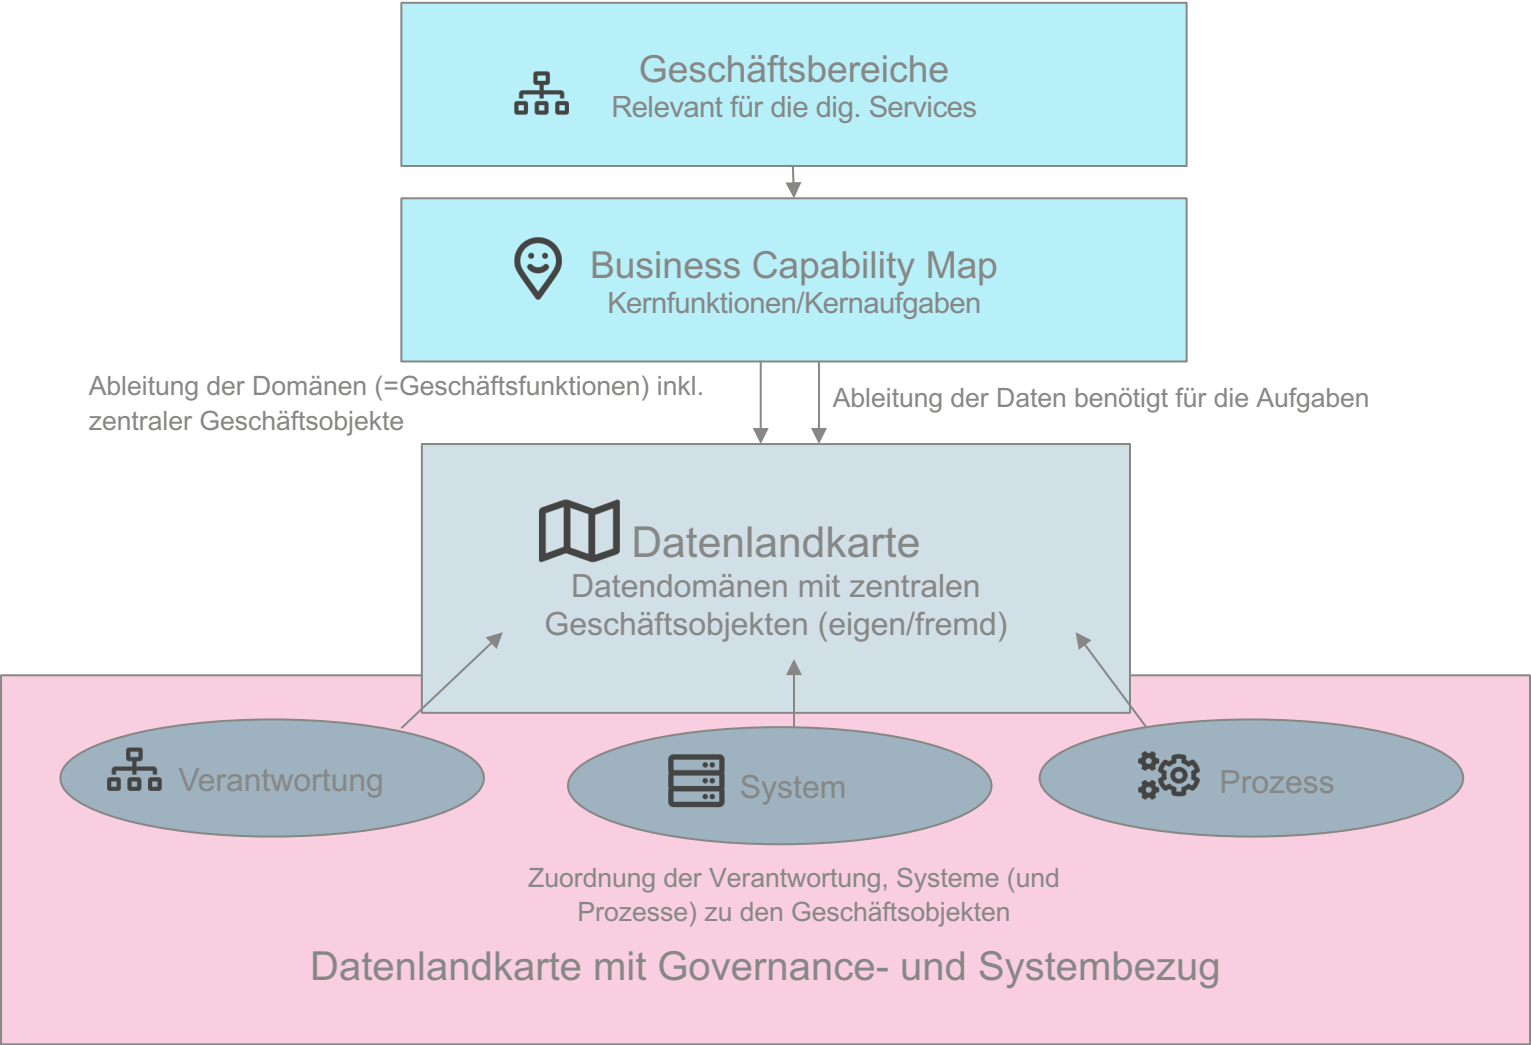 Geschäftsbereiche
Relevant für die dig. Services
Business Capability Map
Kernfunktionen/Kernaufgaben
Ableitung der Domänen (=Geschäftsfunktionen) inkl.
zentraler Geschäftsobjekte
Ableitung der Daten benötigt für die Aufgaben
Datenlandkarte
Datendomänen mit zentralen
Geschäftsobjekten (eigen/fremd)
Verantwortung
System
Prozess
Zuordnung der Verantwortung, Systeme (und
Prozesse) zu den Geschäftsobjekten
Datenlandkarte mit Governance- und Systembezug